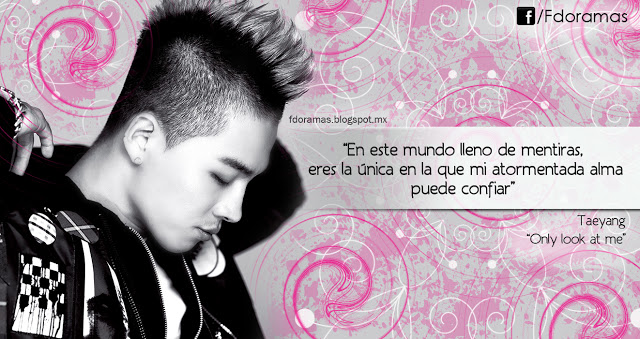 f/Fdoramas
fdoramas.blogspot.mx
“En este mundo lleno de mentiras,
eres la única en la que mi atormentada alma
puede confiar”
Taeyang
“Only look at me”